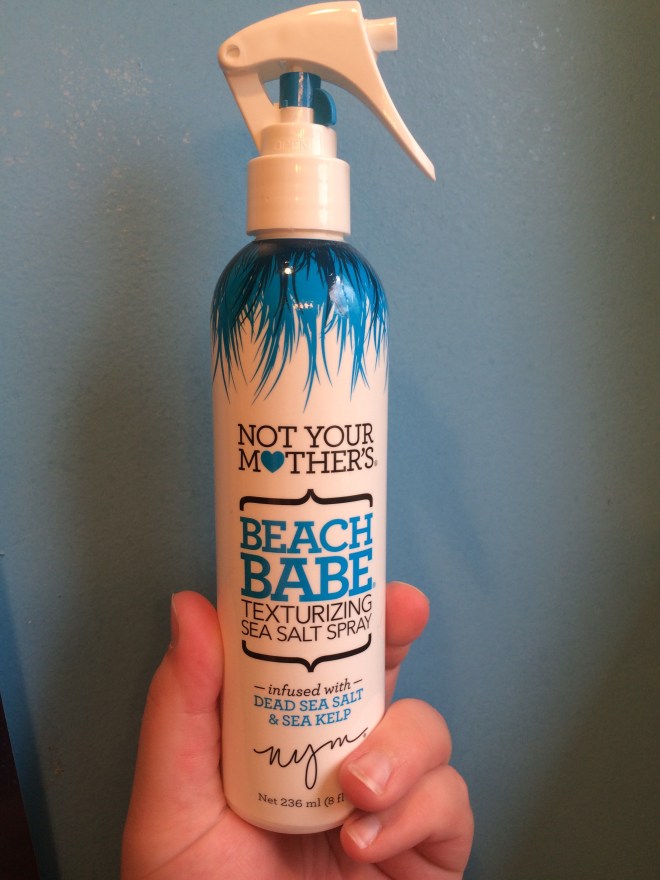 NOT YOUR
MOTHER'S®
BEACH
BABE®
TEXTURIZING
SEA SALT SPRAY
— infused with —
DEAD SEA SALT
& SEA KELP
nym®
Net 236 ml (8 fl